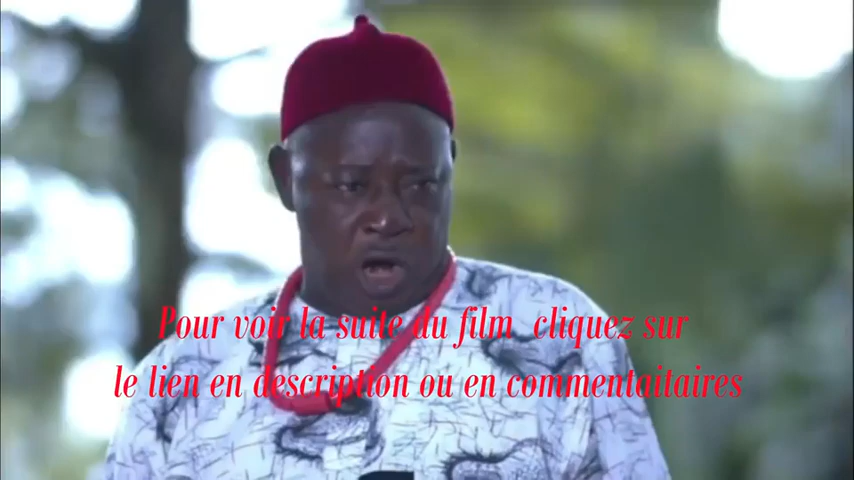 Pour voir la suite du film cliquez sur
le lien en description ou en commentaitaires